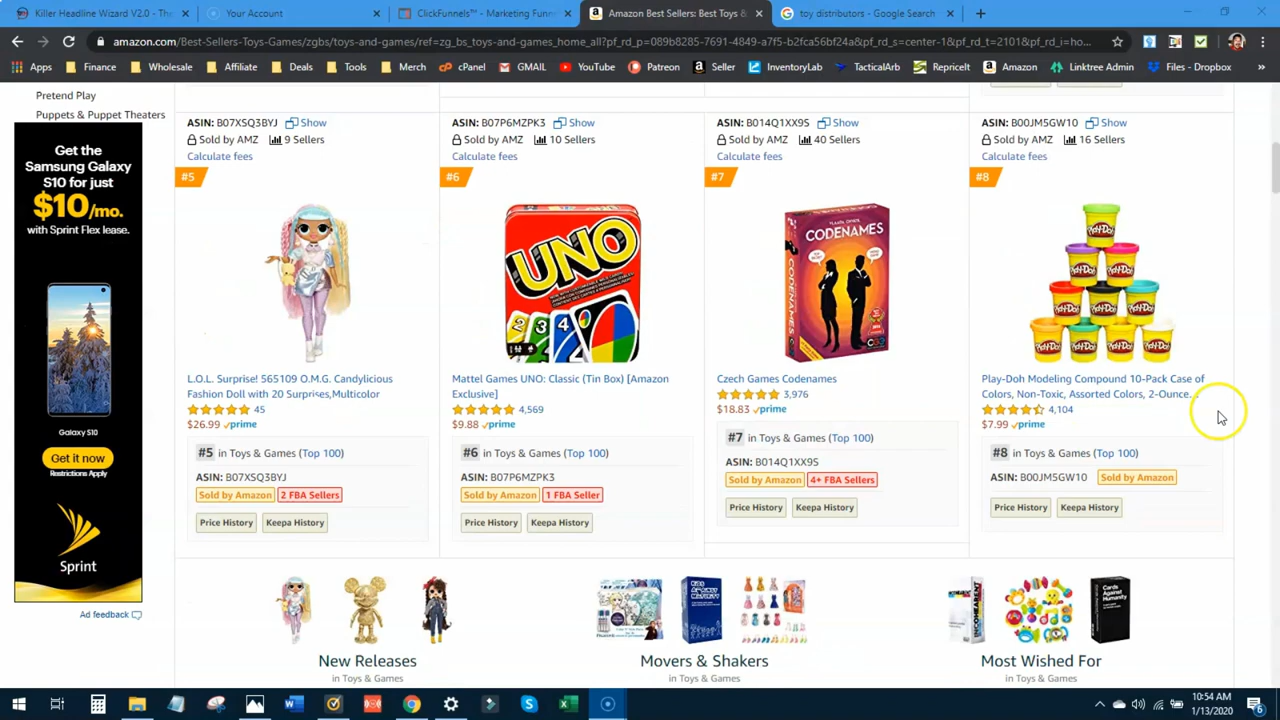 Killer Headline Wizard V2.0 - Th
Your Account
ClickFunnels™ - Marketing Funn
Amazon Best Sellers: Best Toys &
toy distributors - Google Search
amazon.com/Best-Sellers-Toys-Games/zgbs/toys-and-games/ref=zg_bs_toys-and-games_home_all?pf_rd_p=089b8285-7691-4849-a7f5-b2fca56bf24a&pf_rd_s=center-1&pf_rd_t=2101&pf_rd_i=ho...
Apps Finance Wholesale Affiliate Deals Tools Merch cPanel GMAIL YouTube Patreon Seller InventoryLab TacticalArb RepriceIt Amazon Linktree Admin Files - Dropbox »
Pretend Play
Puppets & Puppet Theaters
Get the
Samsung Galaxy
S10 for just
$10/mo.
with Sprint Flex lease.
Galaxy S10
Get it now
Restrictions Apply
Sprint
Ad feedback
ASIN: B07XSQ3BYJ Show
Sold by AMZ 9 Sellers
Calculate fees
#5
L.O.L. Surprise! 565109 O.M.G. Candylicious
Fashion Doll with 20 Surprises,Multicolor
45
$26.99 prime
#5 in Toys & Games (Top 100)
ASIN: B07XSQ3BYJ
Sold by Amazon 2 FBA Sellers
Price History Keepa History
ASIN: B07P6MZPK3 Show
Sold by AMZ 10 Sellers
Calculate fees
#6
UNO
Mattel Games UNO: Classic (Tin Box) [Amazon
Exclusive]
4,569
$9.88 prime
#6 in Toys & Games (Top 100)
ASIN: B07P6MZPK3
Sold by Amazon 1 FBA Seller
Price History Keepa History
ASIN: B014Q1XX9S Show
Sold by AMZ 40 Sellers
Calculate fees
#7
CODENAMES
Czech Games Codenames
3,976
$18.83 prime
#7 in Toys & Games (Top 100)
ASIN: B014Q1XX9S
Sold by Amazon 4+ FBA Sellers
Price History Keepa History
ASIN: B00JM5GW10 Show
Sold by AMZ 16 Sellers
Calculate fees
#8
Play-Doh
Play-Doh Modeling Compound 10-Pack Case of
Colors, Non-Toxic, Assorted Colors, 2-Ounce...
4,104
$7.99 prime
#8 in Toys & Games (Top 100)
ASIN: B00JM5GW10 Sold by Amazon
Price History Keepa History
New Releases
in Toys & Games
Movers & Shakers
in Toys & Games
Cards
Against
Humanity
Most Wished For
in Toys & Games
10:54 AM
1/13/2020
6